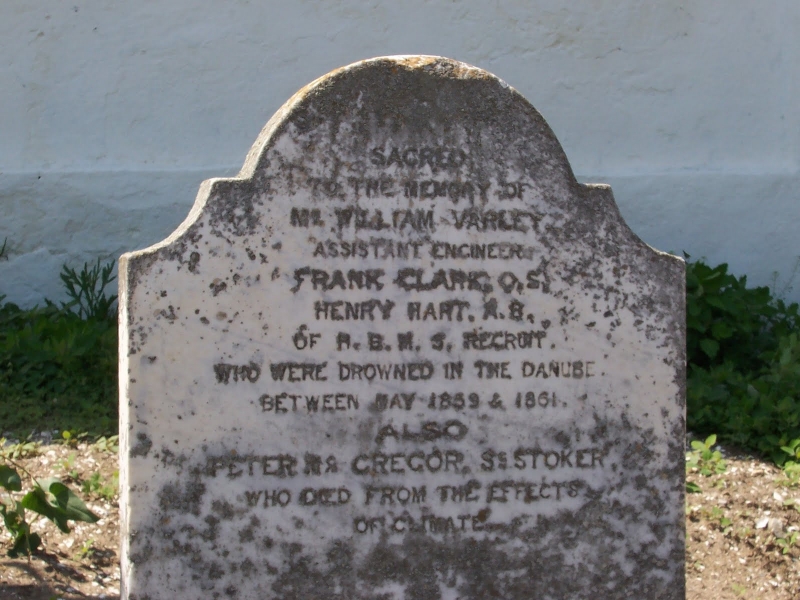 SACRED
TO THE MEMORY OF
MR WILLIAM VARLEY
ASSISTANT ENGINEER
FRANK CLARK, O.S.
HENRY HART. A.B.
OF H. B. M. S. RECRUIT.
WHO WERE DROWNED IN THE DANUBE.
BETWEEN MAY 1859 & 1861.
ALSO
PETER Mc GREGOR, SN STOKER,
WHO DIED FROM THE EFFECTS
OF CLIMATE